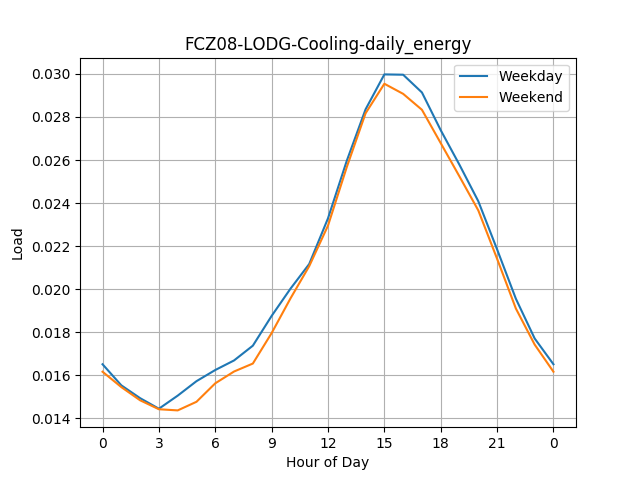 FCZ08-LODG-Cooling-daily_energy
Weekday
Weekend
0.030
0.028
0.026
0.024
0.022
0.020
0.018
0.016
0.014
Load
0 3 6 9 12 15 18 21 0
Hour of Day